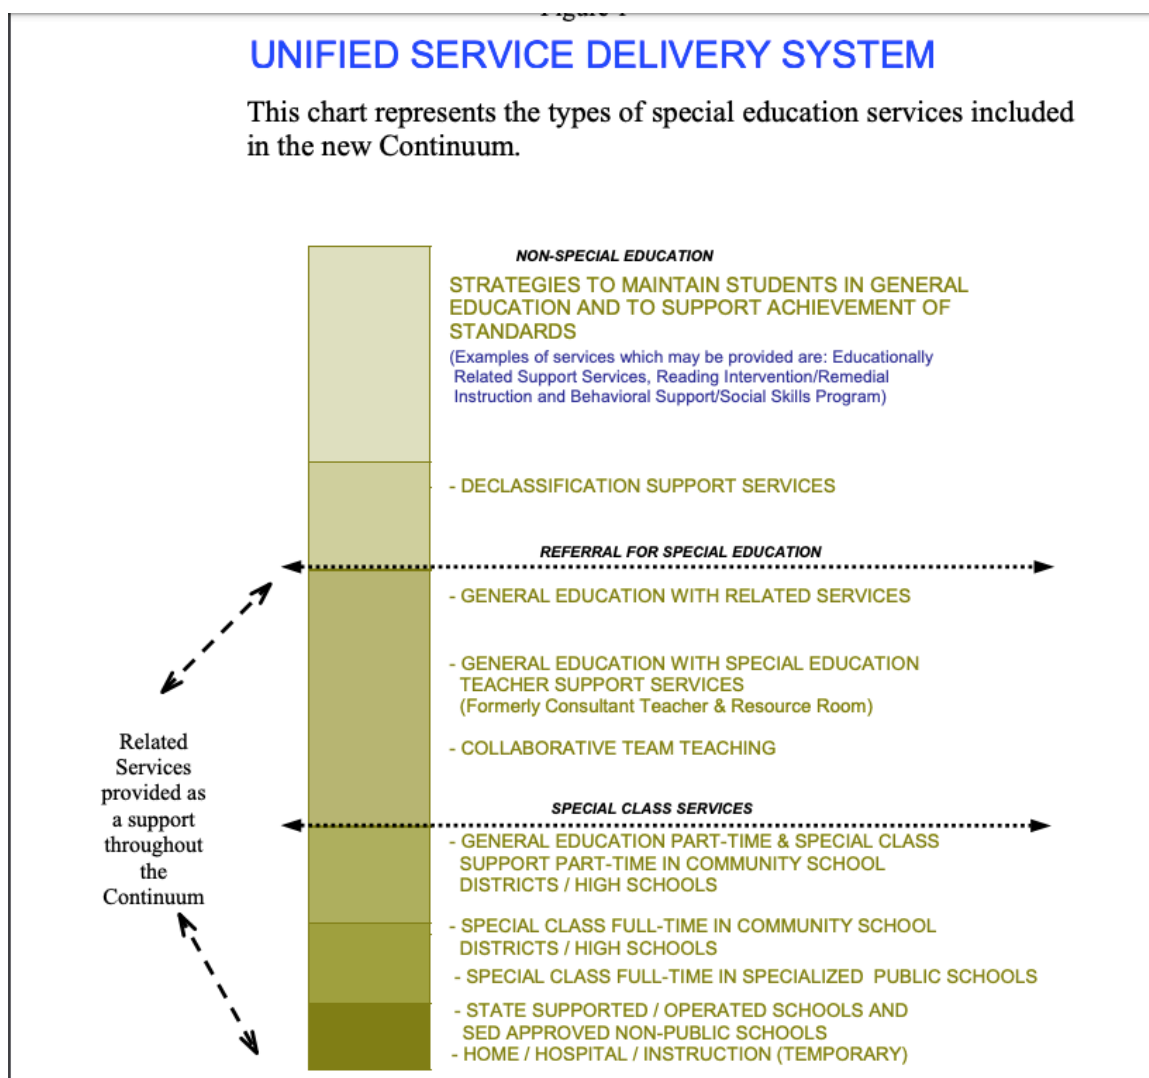 Figure 1
UNIFIED SERVICE DELIVERY SYSTEM
This chart represents the types of special education services included
in the new Continuum.
NON-SPECIAL EDUCATION
STRATEGIES TO MAINTAIN STUDENTS IN GENERAL
EDUCATION AND TO SUPPORT ACHIEVEMENT OF
STANDARDS
(Examples of services which may be provided are: Educationally
Related Support Services, Reading Intervention/Remedial
Instruction and Behavioral Support/Social Skills Program)
- DECLASSIFICATION SUPPORT SERVICES
REFERRAL FOR SPECIAL EDUCATION
- GENERAL EDUCATION WITH RELATED SERVICES
- GENERAL EDUCATION WITH SPECIAL EDUCATION
TEACHER SUPPORT SERVICES
(Formerly Consultant Teacher & Resource Room)
- COLLABORATIVE TEAM TEACHING
SPECIAL CLASS SERVICES
- GENERAL EDUCATION PART-TIME & SPECIAL CLASS
SUPPORT PART-TIME IN COMMUNITY SCHOOL
DISTRICTS / HIGH SCHOOLS
- SPECIAL CLASS FULL-TIME IN COMMUNITY SCHOOL
DISTRICTS / HIGH SCHOOLS
- SPECIAL CLASS FULL-TIME IN SPECIALIZED PUBLIC SCHOOLS
- STATE SUPPORTED / OPERATED SCHOOLS AND
SED APPROVED NON-PUBLIC SCHOOLS
- HOME / HOSPITAL / INSTRUCTION (TEMPORARY)
Related
Services
provided as
a support
throughout
the
Continuum